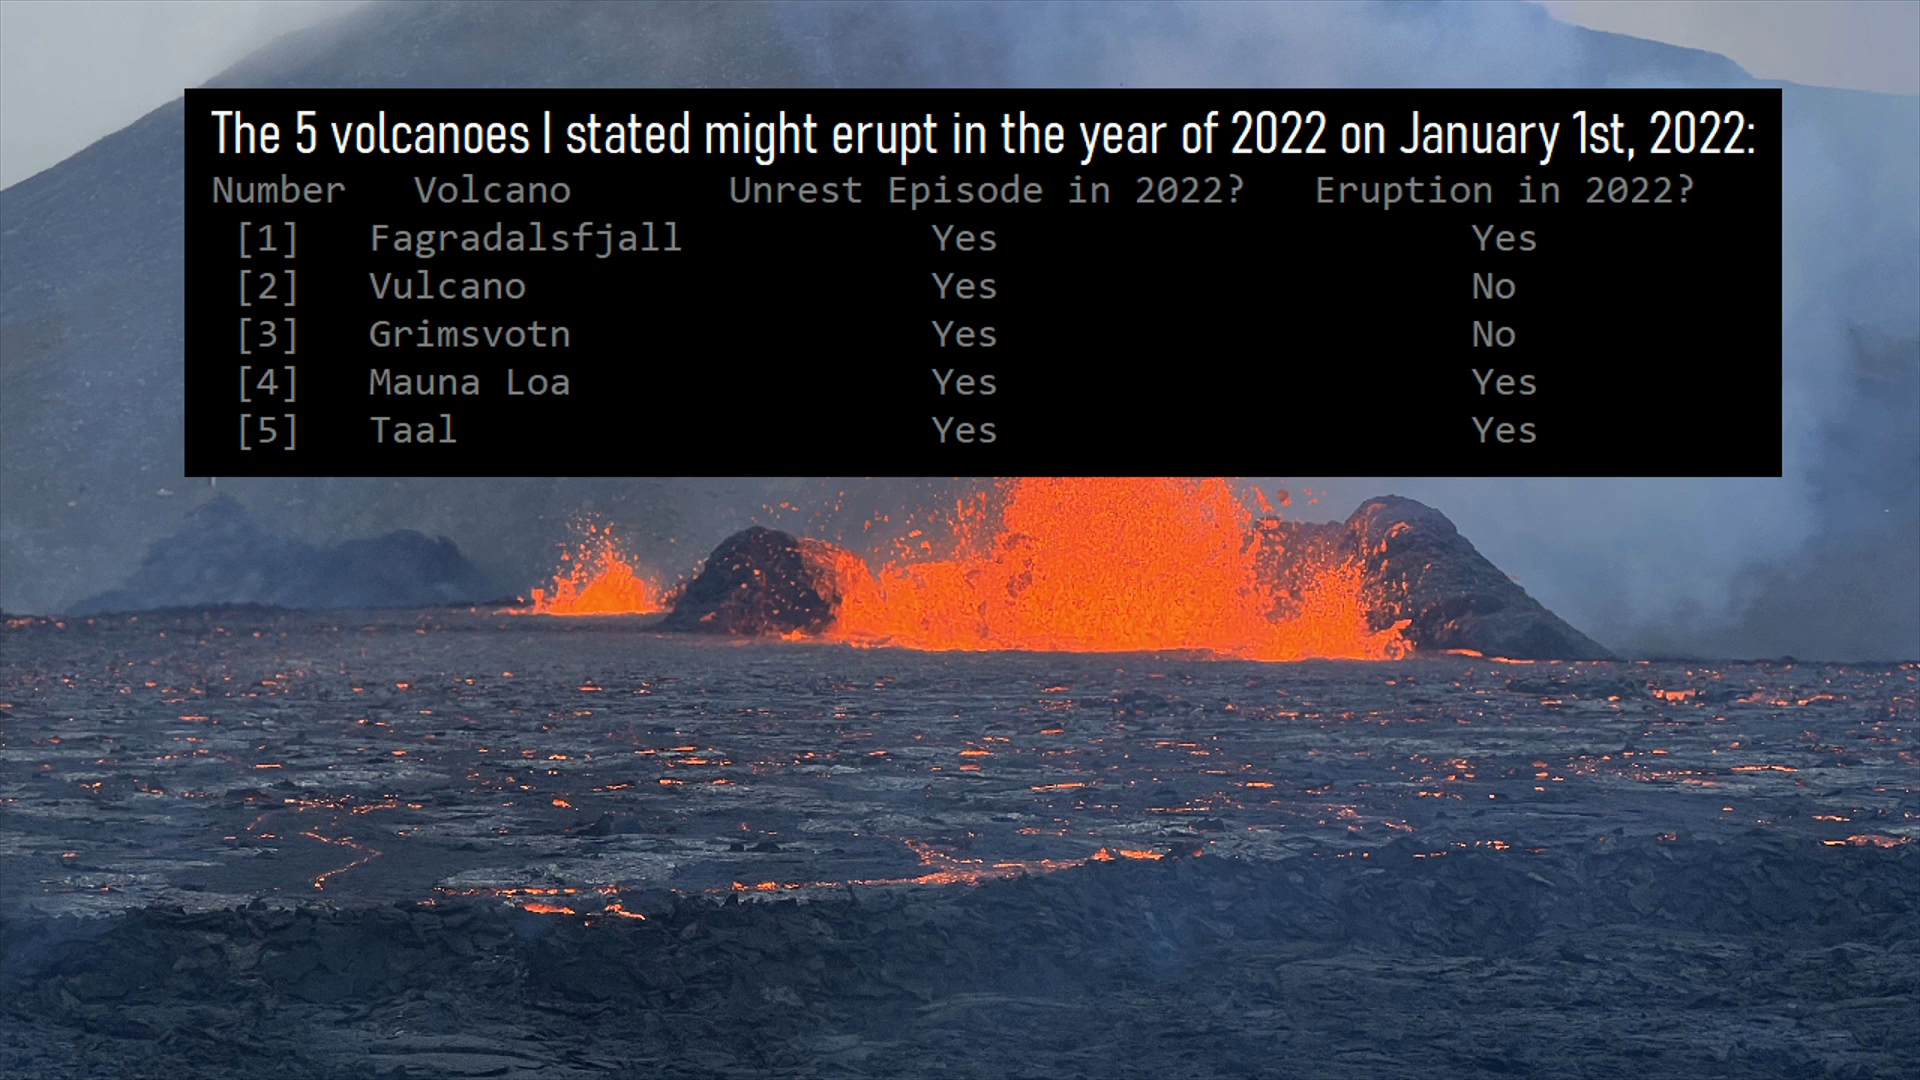 The 5 volcanoes I stated might erupt in the year of 2022 on January 1st, 2022:
Number Volcano Unrest Episode in 2022? Eruption in 2022?
[1] Fagradalsfjall Yes Yes
[2] Vulcano Yes No
[3] Grimsvotn Yes No
[4] Mauna Loa Yes Yes
[5] Taal Yes Yes